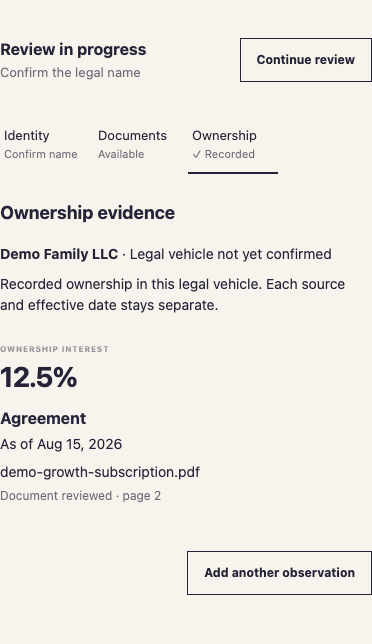 Review in progress
Confirm the legal name
Continue review
Identity
Confirm name
Documents
Available
Ownership
✓ Recorded
Ownership evidence
Demo Family LLC · Legal vehicle not yet confirmed
Recorded ownership in this legal vehicle. Each source
and effective date stays separate.
OWNERSHIP INTEREST
12.5%
Agreement
As of Aug 15, 2026
demo-growth-subscription.pdf
Document reviewed · page 2
Add another observation